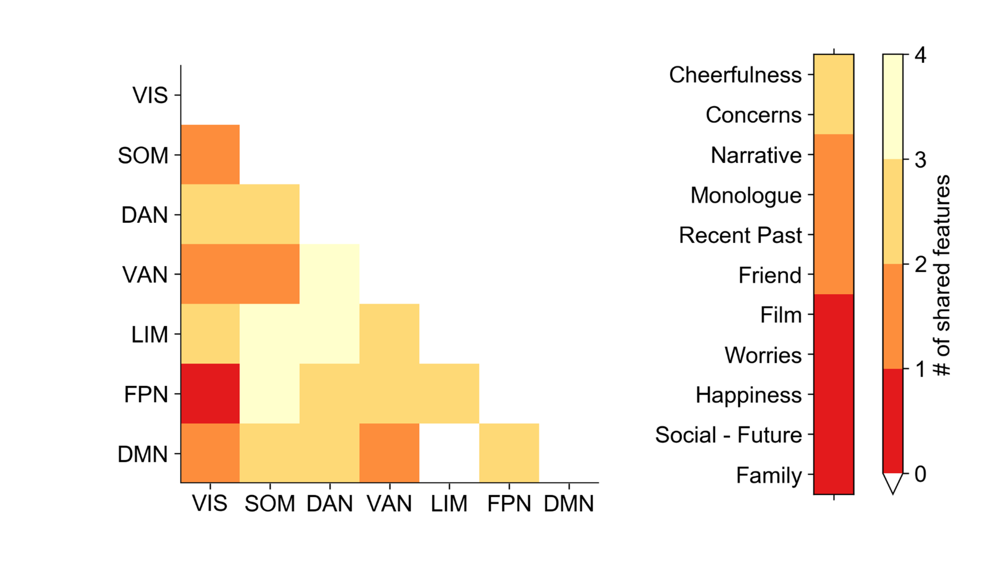 VIS
SOM
DAN
VAN
LIM
FPN
DMN
VIS SOM DAN VAN LIM FPN DMN
Cheerfulness
Concerns
Narrative
Monologue
Recent Past
Friend
Film
Worries
Happiness
Social - Future
Family
4
3
2
1
0
# of shared features